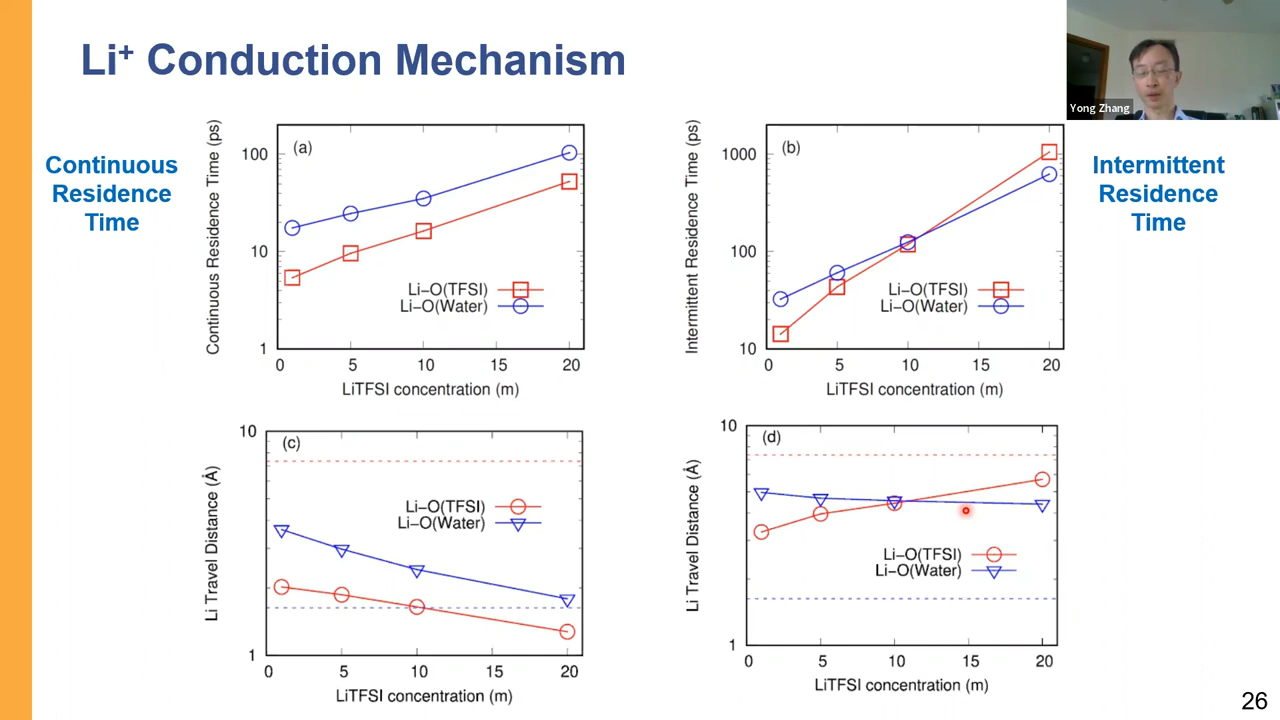 Li⁺ Conduction Mechanism
Yong Zhang
Continuous
Residence
Time
Continuous Residence Time (ps)
100
10
1
(a)
Li–O(TFSI)
Li–O(Water)
0 5 10 15 20
LiTFSI concentration (m)
Intermittent Residence Time (ps)
1000
100
10
(b)
Li–O(TFSI)
Li–O(Water)
0 5 10 15 20
LiTFSI concentration (m)
Intermittent
Residence
Time
Li Travel Distance (Å)
10
1
(c)
Li–O(TFSI)
Li–O(Water)
0 5 10 15 20
LiTFSI concentration (m)
Li Travel Distance (Å)
10
1
(d)
Li–O(TFSI)
Li–O(Water)
0 5 10 15 20
LiTFSI concentration (m)
26